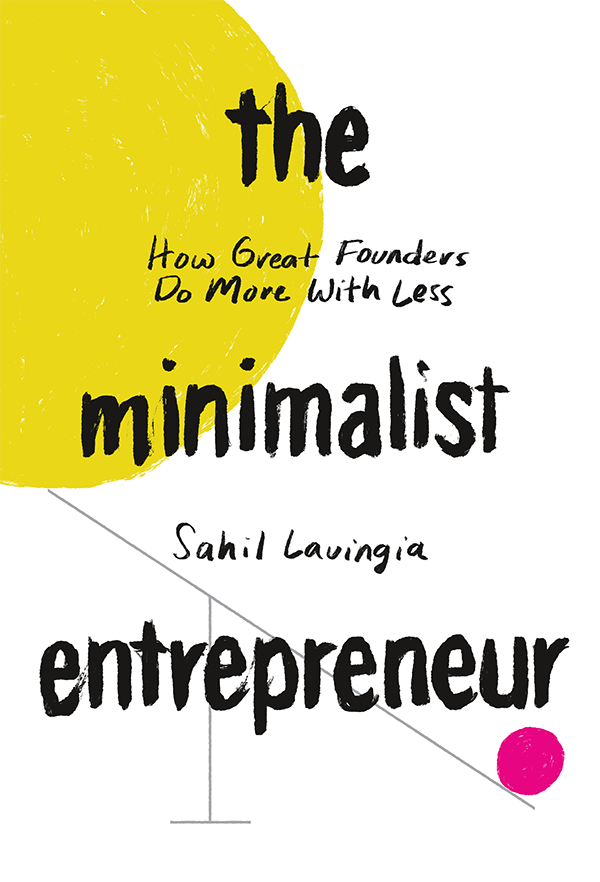 the
How Great Founders
Do More With Less
minimalist
Sahil Lavingia
entrepreneur